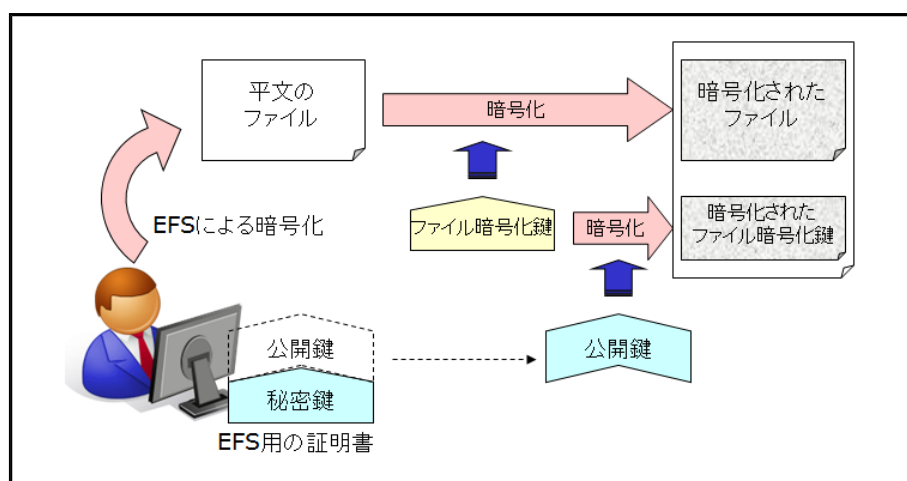 平文の
ファイル
暗号化
暗号化された
ファイル
EFSによる暗号化
ファイル暗号化鍵
暗号化
暗号化された
ファイル暗号化鍵
公開鍵
公開鍵
秘密鍵
EFS用の証明書